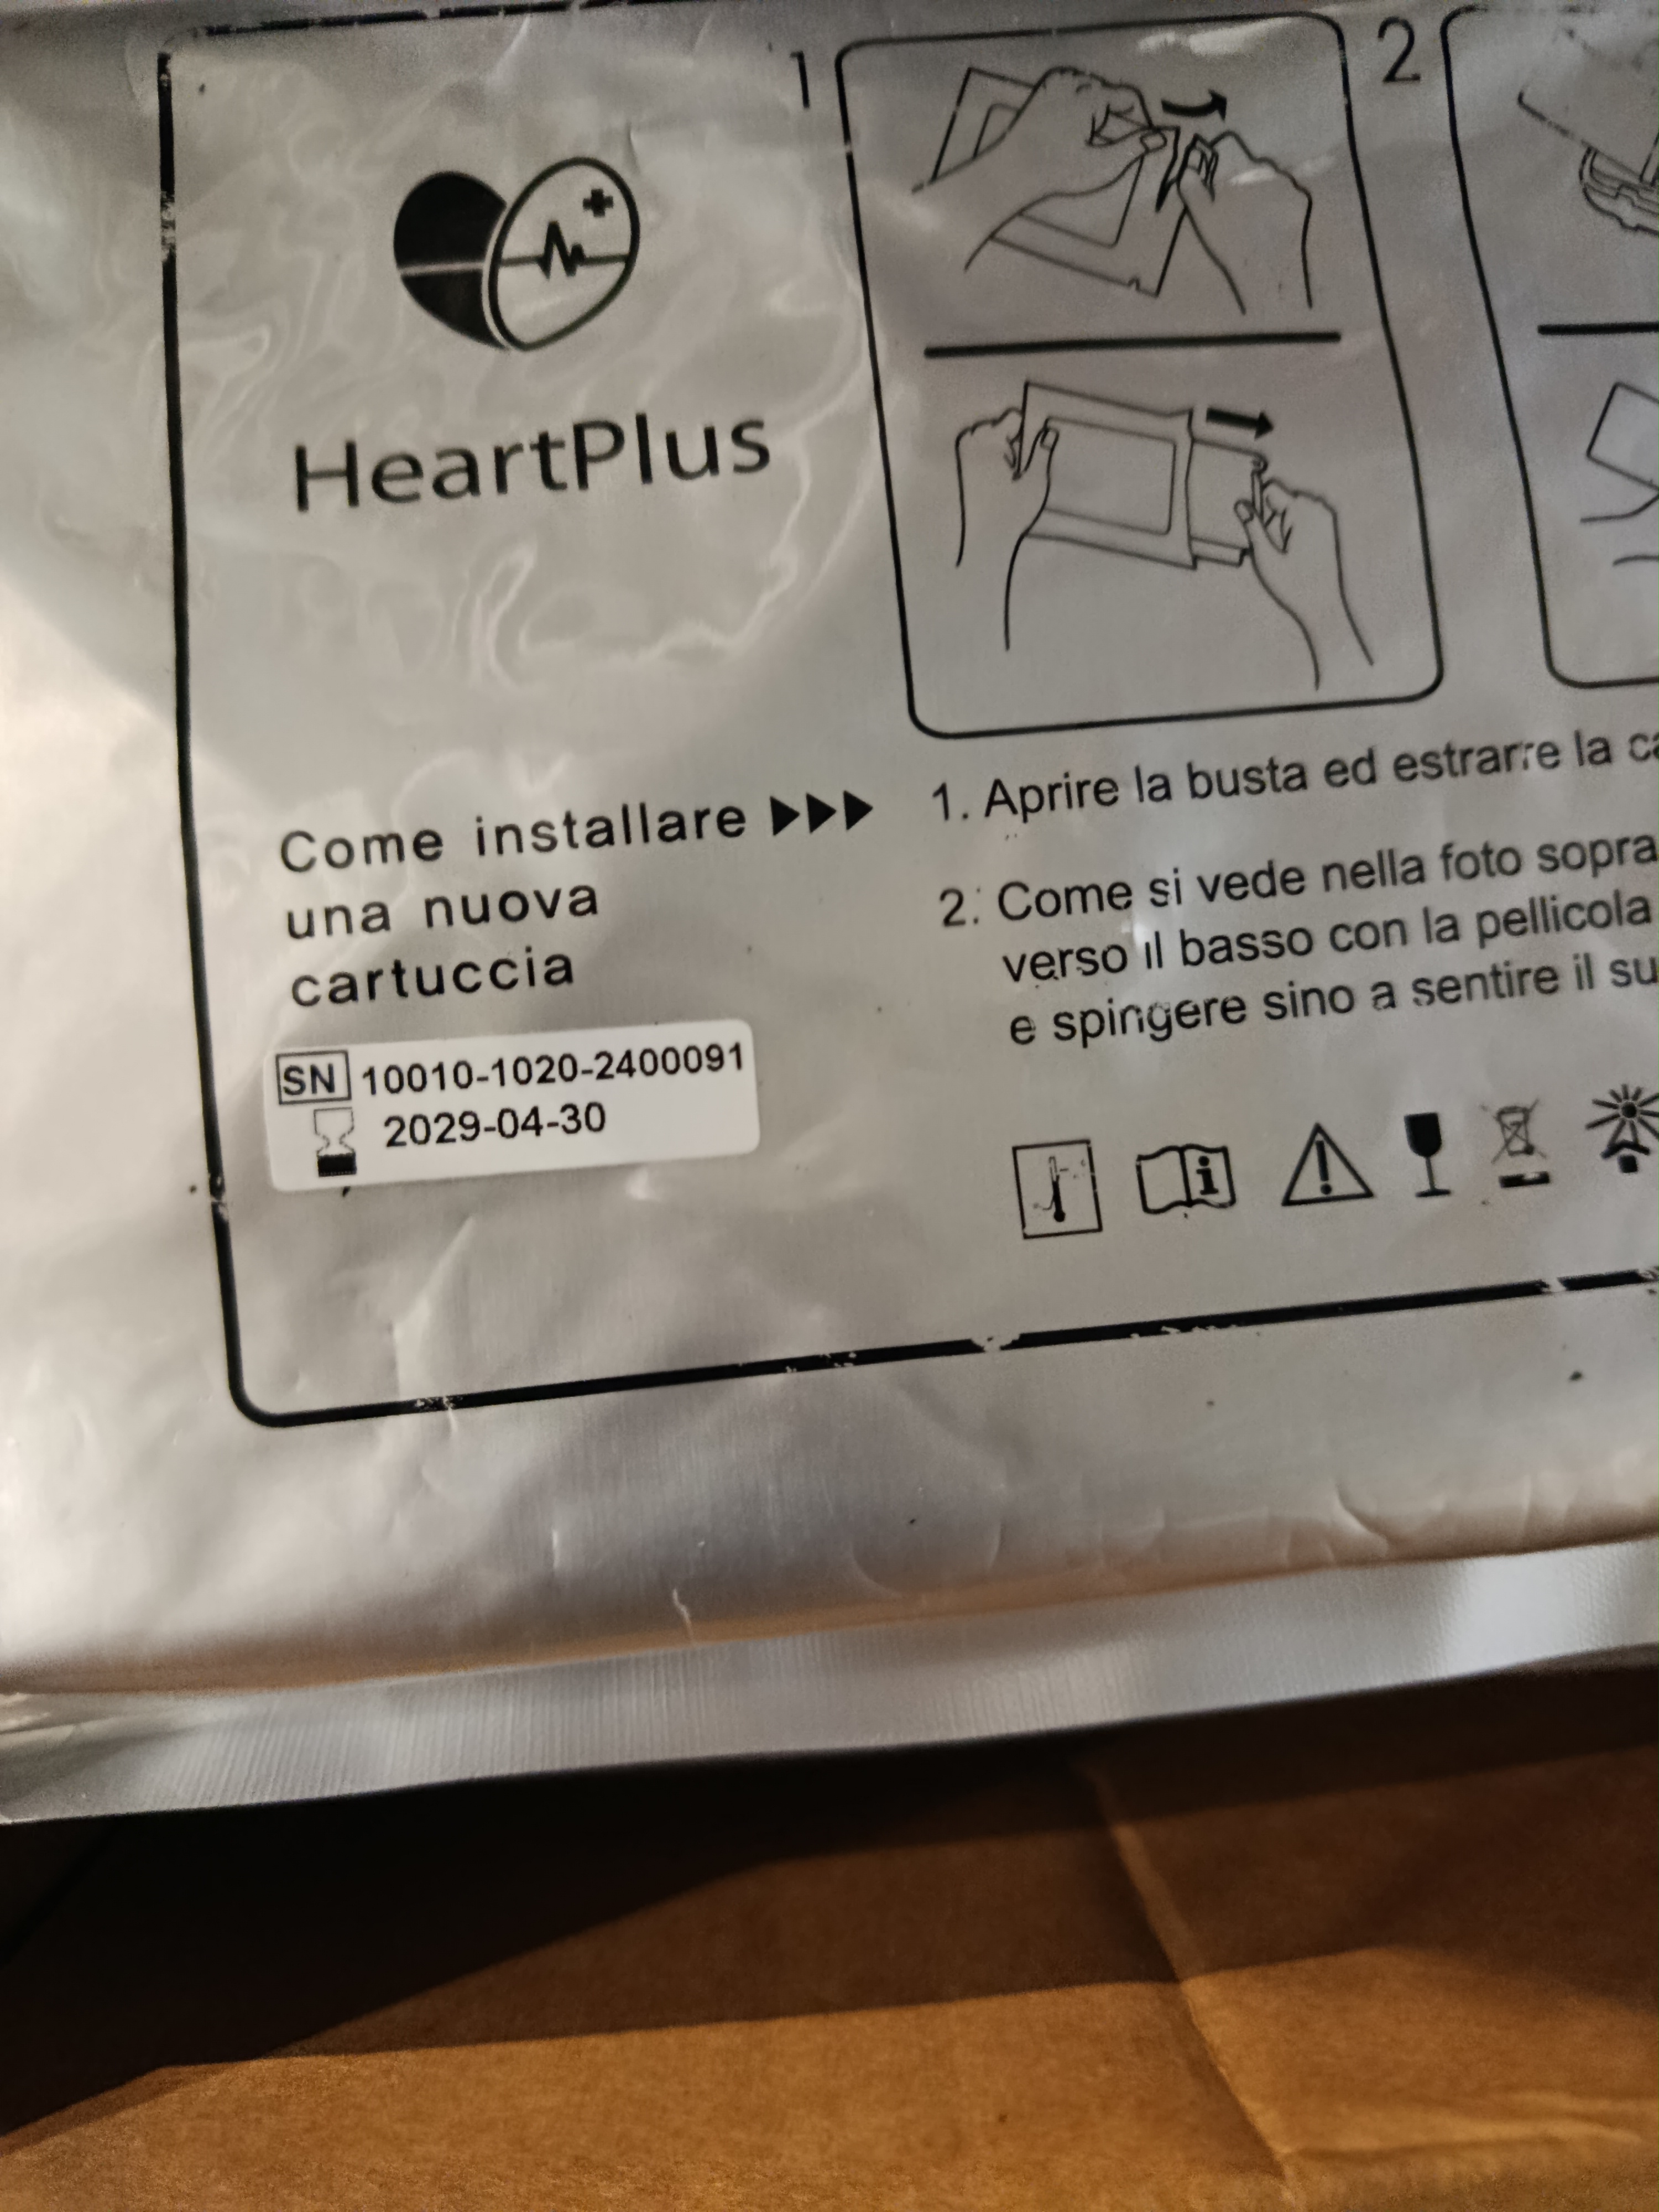 1
2
HeartPlus
Come installare
una nuova
cartuccia
SN 10010-1020-2400091
2029-04-30
1. Aprire la busta ed estrarre la
2. Come si vede nella foto sopra
verso il basso con la pellicola
e spingere sino a sentire il